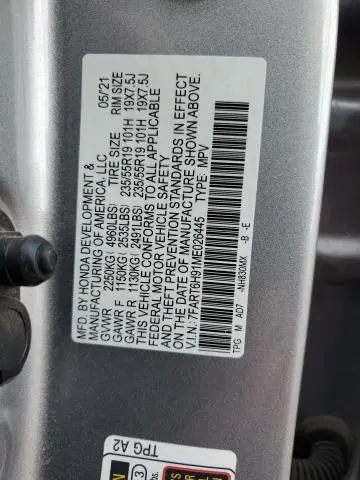 MFD. BY HONDA DEVELOPMENT &
MANUFACTURING OF AMERICA, LLC 05/'21
GVWR 2250KG( 4960LBS) TIRE SIZE RIM SIZE
GAWR F 1150KG( 2535LBS) 235/55R19 101H 19X7.5J
GAWR R 1130KG( 2491LBS) 235/55R19 101H 19X7.5J
THIS VEHICLE CONFORMS TO ALL APPLICABLE
FEDERAL MOTOR VEHICLE SAFETY
AND THEFT PREVENTION STANDARDS IN EFFECT
ON THE DATE OF MANUFACTURE SHOWN ABOVE.
V.I.N.: 7FART6H91ME026445 TYPE: MPV
TPG M AD7 -NH830MX -B -E
TPG A2